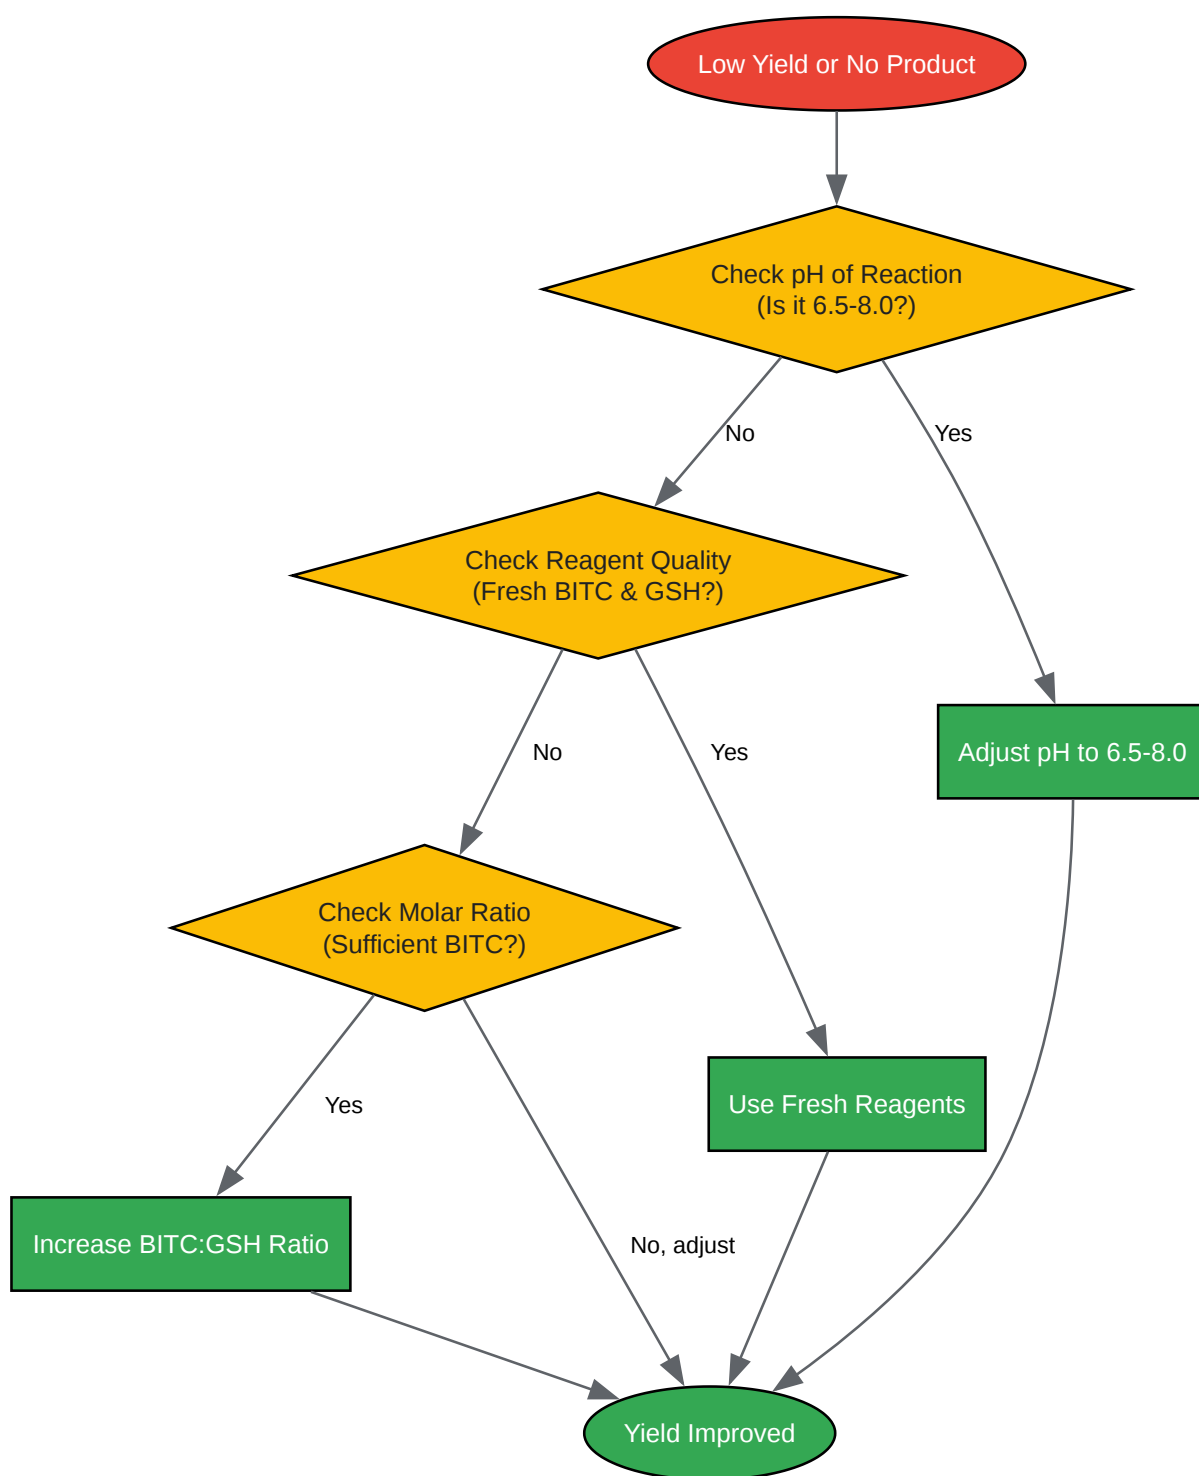 Low Yield or No Product
Check pH of Reaction
(Is it 6.5-8.0?)
No
Yes
Check Reagent Quality
(Fresh BITC & GSH?)
No
Yes
Adjust pH to 6.5-8.0
Check Molar Ratio
(Sufficient BITC?)
Yes
Use Fresh Reagents
Increase BITC:GSH Ratio
No, adjust
Yield Improved